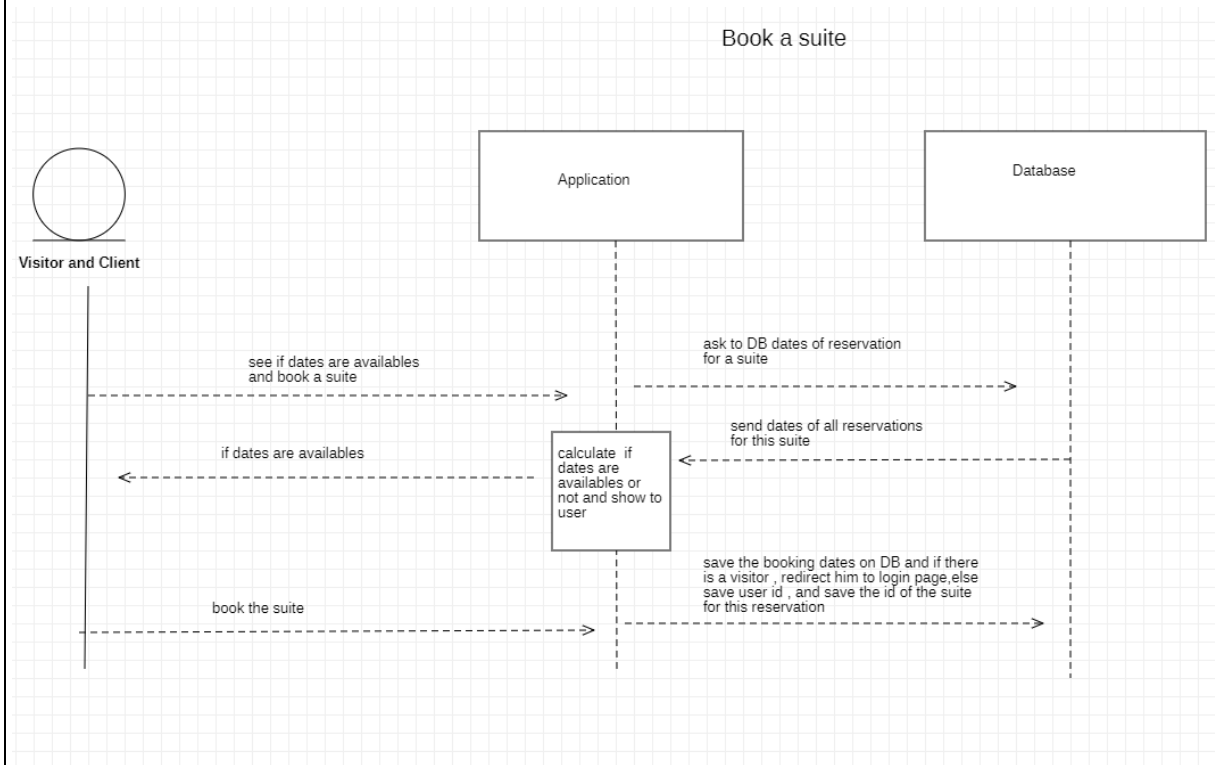 Book a suite
Application
Database
Visitor and Client
see if dates are availables
and book a suite
ask to DB dates of reservation
for a suite
send dates of all reservations
for this suite
if dates are availables
calculate if
dates are
availables or
not and show to
user
save the booking dates on DB and if there
is a visitor , redirect him to login page,else
save user id , and save the id of the suite
for this reservation
book the suite